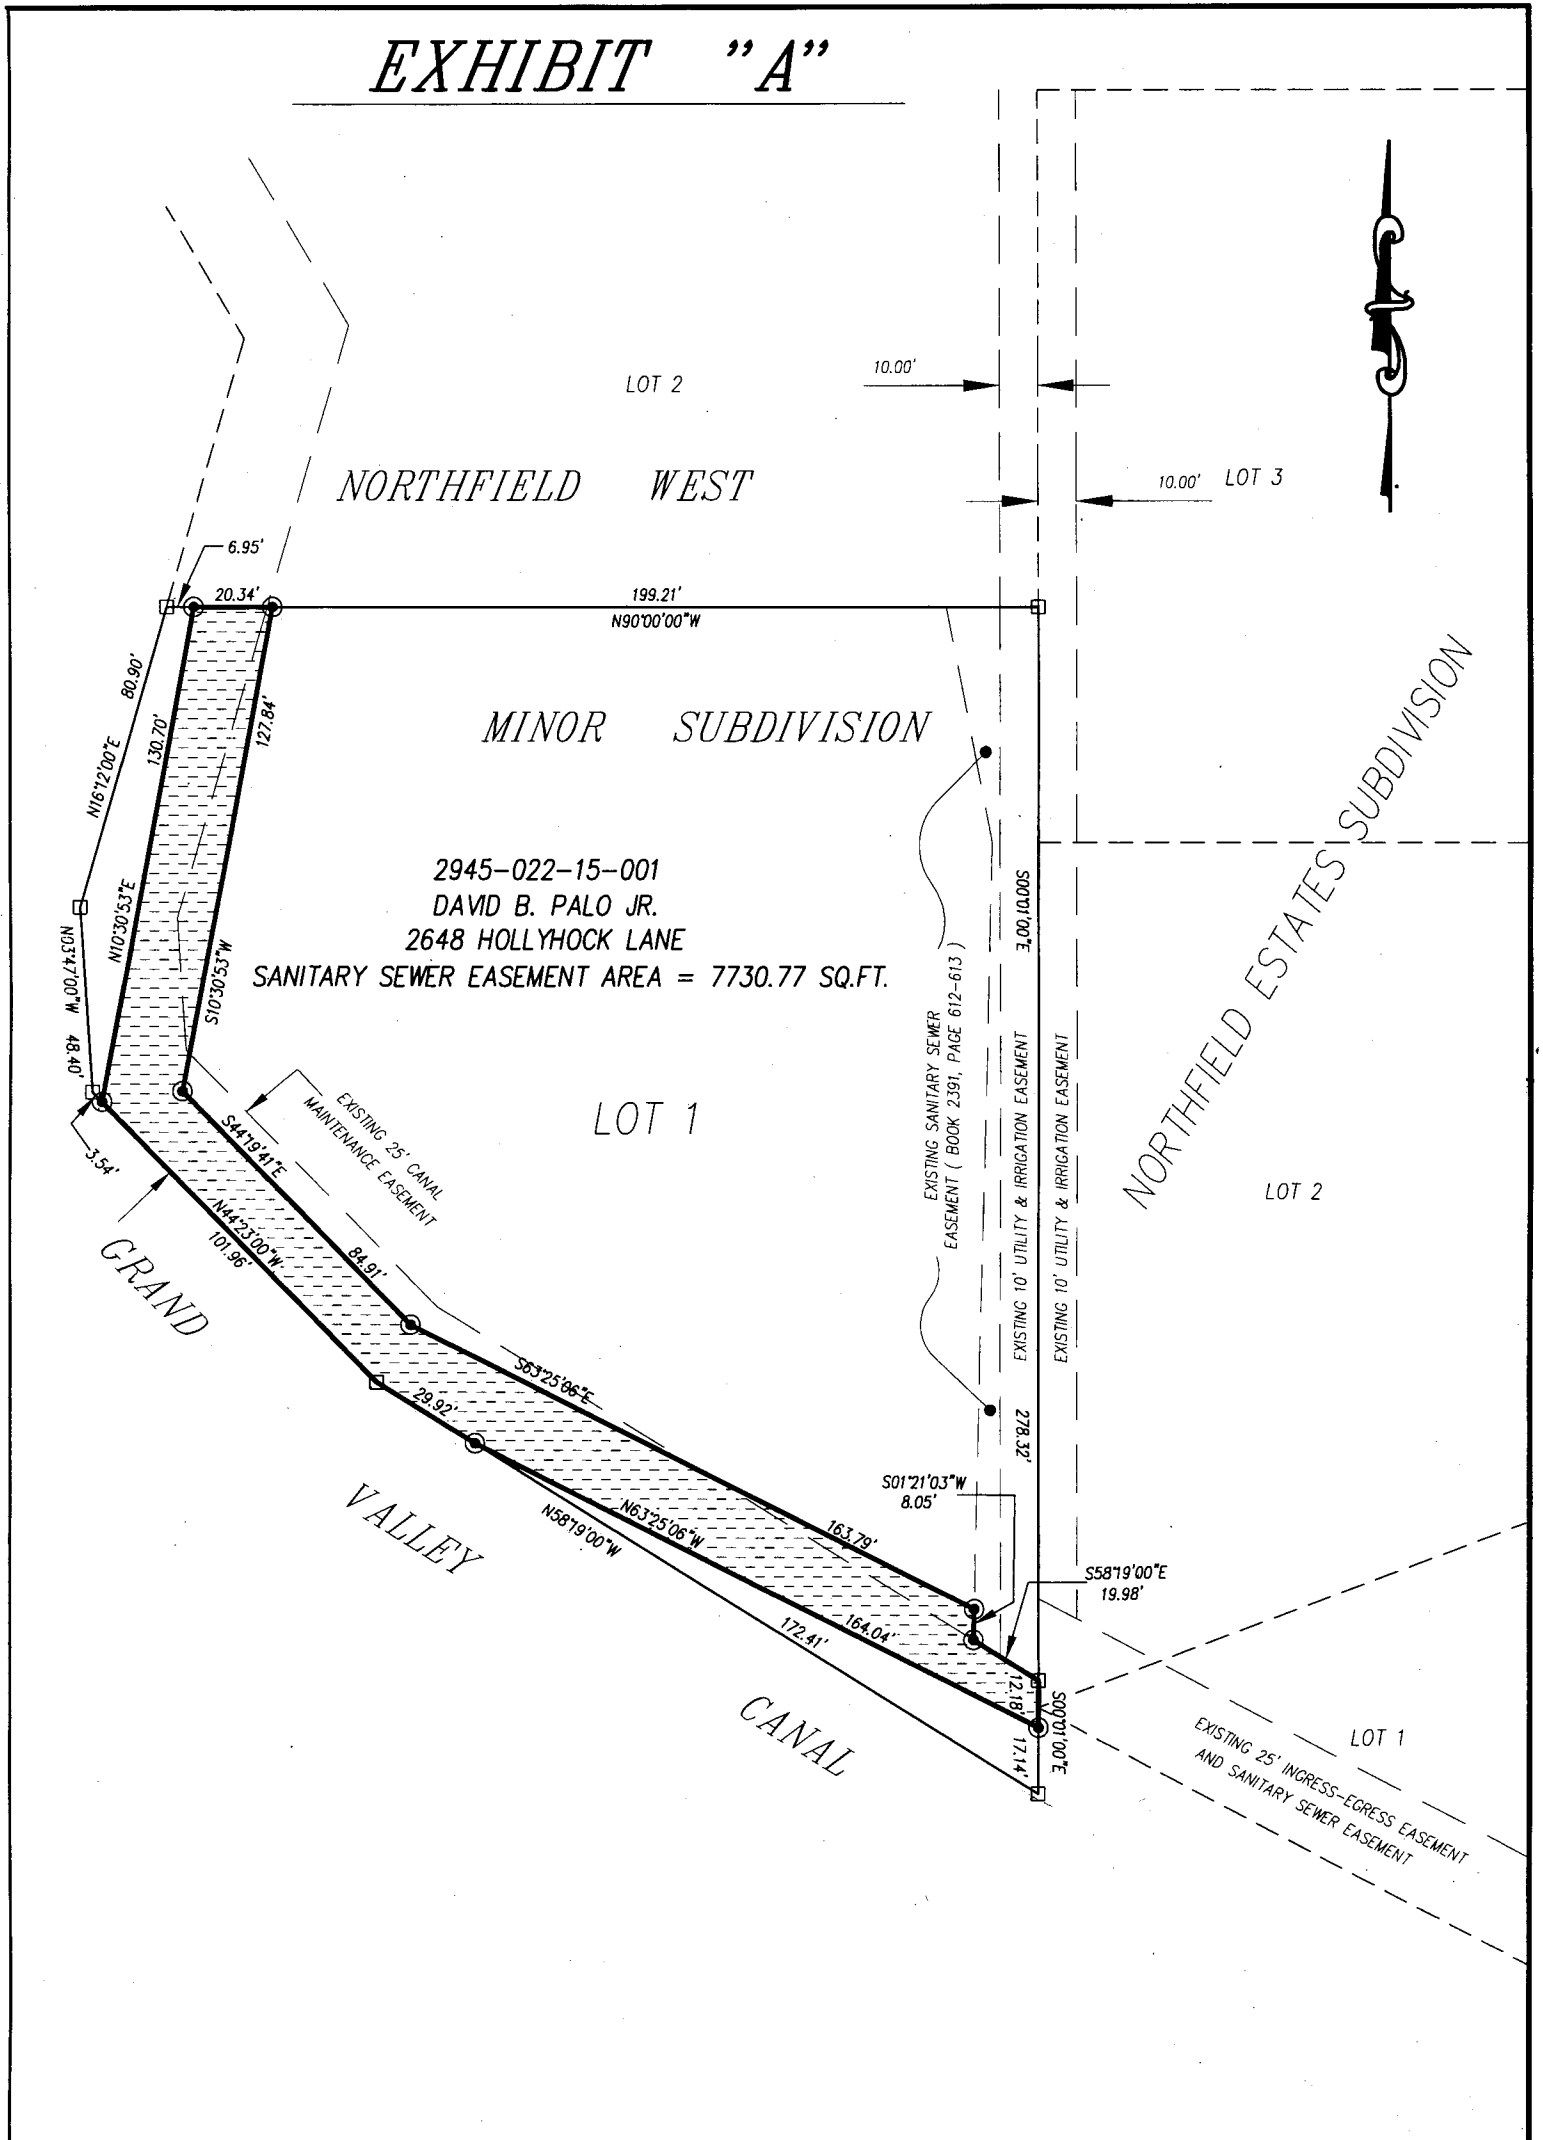 EXHIBIT "A"
10.00'
LOT 2
10.00' LOT 3
NORTHFIELD WEST
6.95'
20.34'
199.21'
N90°00'00"W
80.90'
N16°12'00"E
130.70'
127.84'
MINOR SUBDIVISION
N10°30'53"E
S10°30'53"W
2945-022-15-001
DAVID B. PALO JR.
2648 HOLLYHOCK LANE
SANITARY SEWER EASEMENT AREA = 7730.77 SQ.FT.
S00°01'00"E
278.32'
EXISTING SANITARY SEWER
EASEMENT ( BOOK 2391, PAGE 612-613 )
EXISTING 10' UTILITY & IRRIGATION EASEMENT
EXISTING 10' UTILITY & IRRIGATION EASEMENT
NORTHFIELD ESTATES SUBDIVISION
N03°47'00"W 48.40'
3.54'
S44°19'41"E
84.91'
EXISTING 25' CANAL
MAINTENANCE EASEMENT
LOT 1
LOT 2
N44°23'00"W
101.96'
GRAND
VALLEY
CANAL
29.92'
S63°25'06"E
163.79'
N63°25'06"W
164.04'
N58°19'00"W
172.41'
S01°21'03"W
8.05'
S58°19'00"E
19.98'
12.18'
17.14'
S00°01'00"E
LOT 1
EXISTING 25' INGRESS-EGRESS EASEMENT
AND SANITARY SEWER EASEMENT